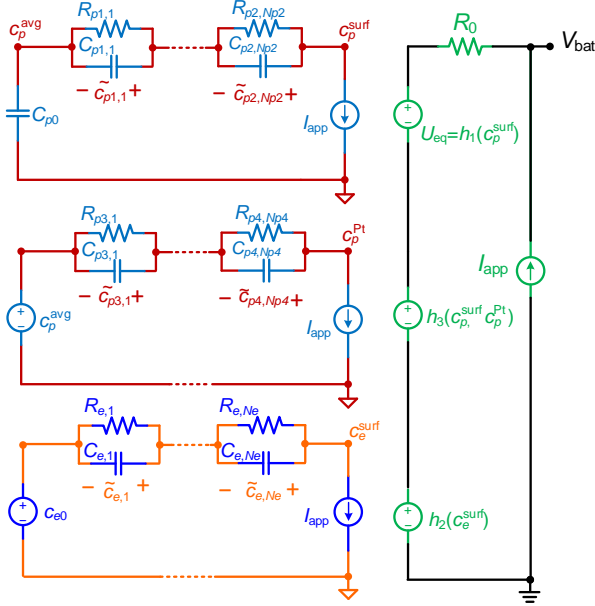 c_p^avg
R_p1,1
C_p1,1
− c̃_p1,1 +
R_p2,Np2
C_p2,Np2
− c̃_p2,Np2 +
c_p^surf
C_p0
I_app
R_p3,1
C_p3,1
− c̃_p3,1 +
R_p4,Np4
C_p4,Np4
− c̃_p4,Np4 +
c_p^Pt
+
−
c_p^avg
I_app
R_e,1
C_e,1
− c̃_e,1 +
R_e,Ne
C_e,Ne
− c̃_e,Ne +
c_e^surf
+
−
c_e0
I_app
R_0
V_bat
+
−
U_eq=h_1(c_p^surf)
I_app
+
−
h_3(c_p,^surf c_p^Pt)
+
−
h_2(c_e^surf)